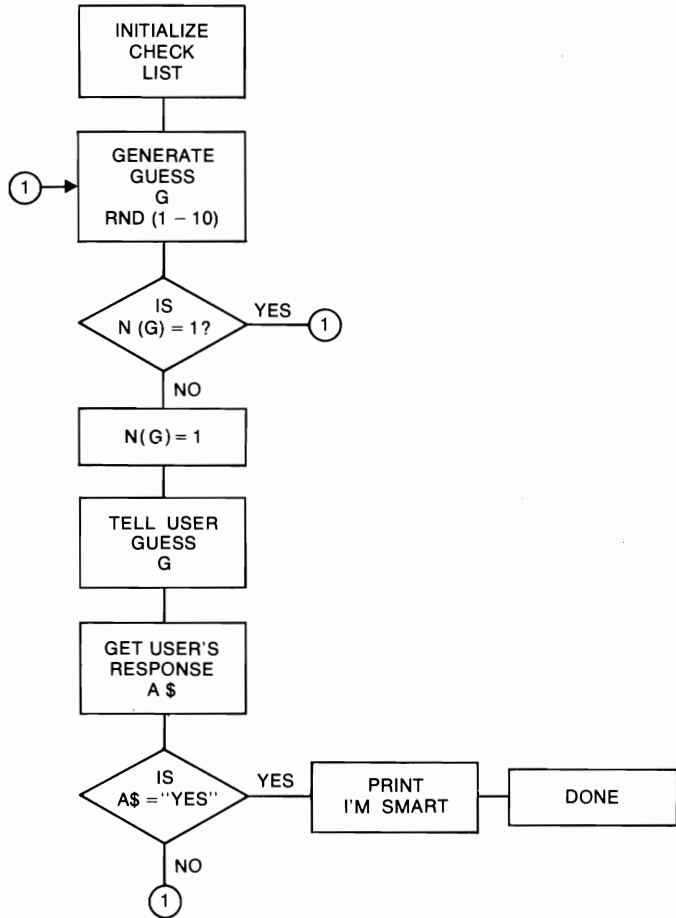 INITIALIZE
CHECK
LIST
GENERATE
GUESS
G
RND (1 – 10)
1
IS
N (G) = 1?
YES
1
NO
N(G) = 1
TELL USER
GUESS
G
GET USER'S
RESPONSE
A $
IS
A$ = "YES"
YES
PRINT
I'M SMART
DONE
NO
1